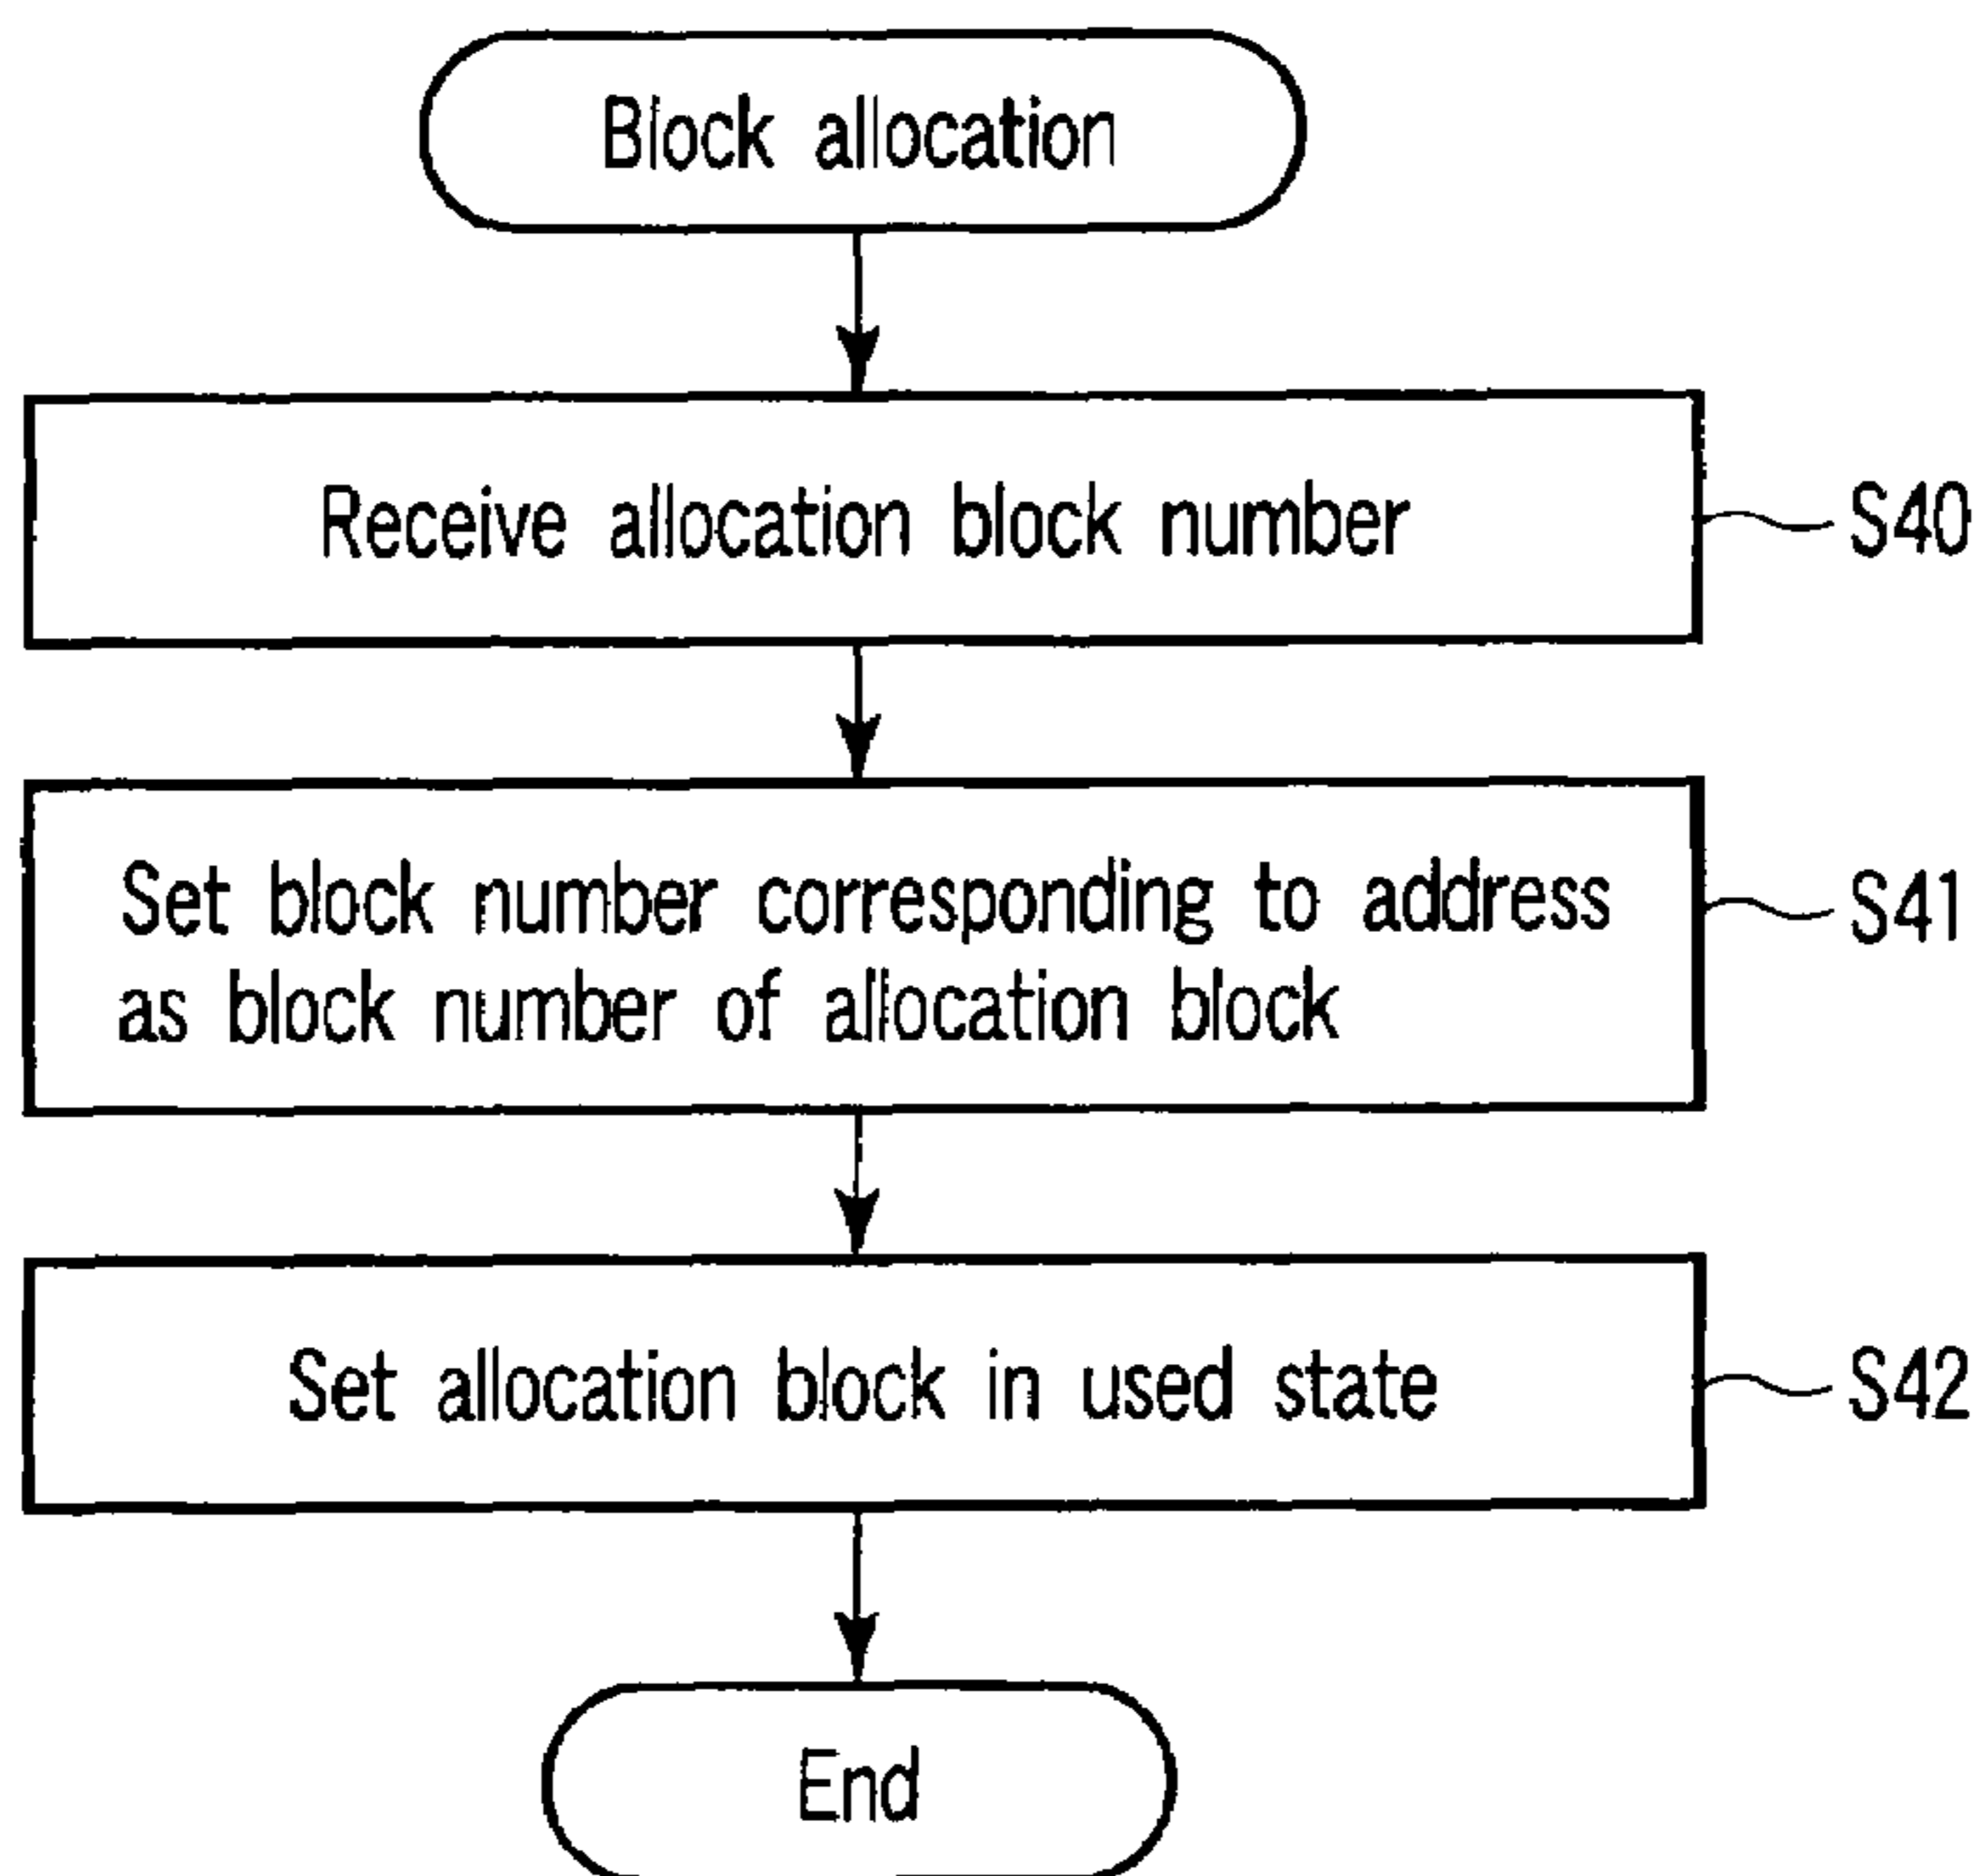 Block allocation
Receive allocation block number
S40
Set block number corresponding to address
as block number of allocation block
S41
Set allocation block in used state
S42
End